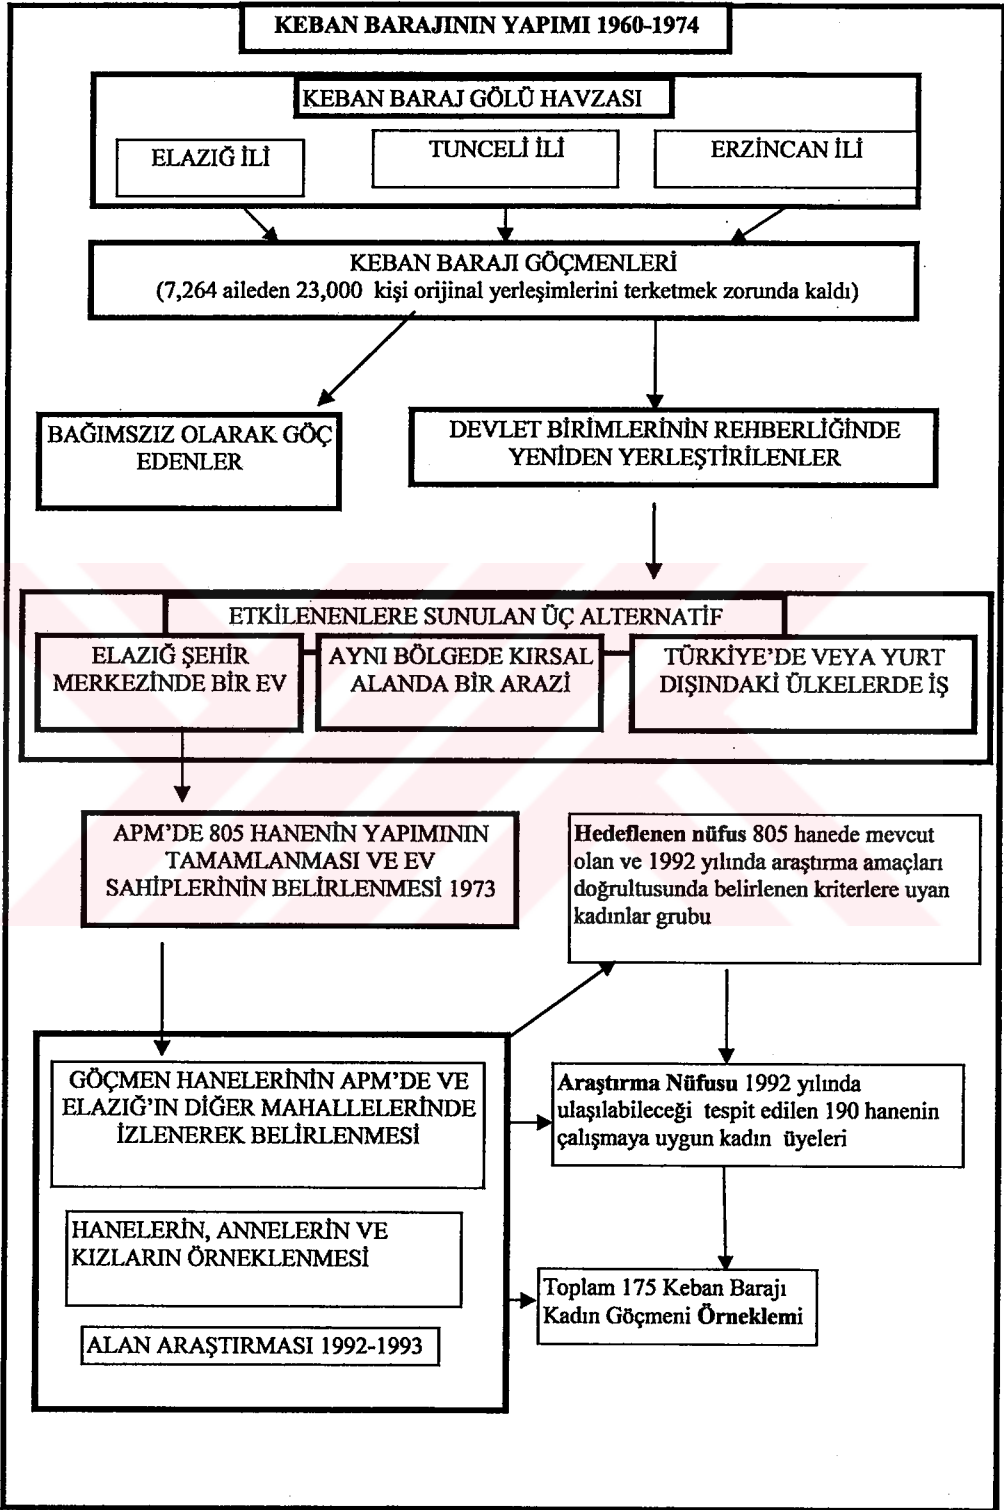 KEBAN BARAJININ YAPIMI 1960-1974
KEBAN BARAJ GÖLÜ HAVZASI
ELAZIĞ İLİ
TUNCELİ İLİ
ERZİNCAN İLİ
KEBAN BARAJI GÖÇMENLERİ
(7,264 aileden 23,000 kişi orijinal yerleşimlerini terketmek zorunda kaldı)
BAĞIMSZIZ OLARAK GÖÇ
EDENLER
DEVLET BİRİMLERİNİN REHBERLİĞİNDE
YENİDEN YERLEŞTİRİLENLER
ETKİLENENLERE SUNULAN ÜÇ ALTERNATİF
ELAZIĞ ŞEHİR
MERKEZİNDE BİR EV
AYNI BÖLGEDE KIRSAL
ALANDA BİR ARAZİ
TÜRKİYE'DE VEYA YURT
DIŞINDAKİ ÜLKELERDE İŞ
APM'DE 805 HANENİN YAPIMININ
TAMAMLANMASI VE EV
SAHİPLERİNİN BELİRLENMESİ 1973
Hedeflenen nüfus 805 hanede mevcut
olan ve 1992 yılında araştırma amaçları
doğrultusunda belirlenen kriterlere uyan
kadınlar grubu
GÖÇMEN HANELERİNİN APM'DE VE
ELAZIĞ'IN DİĞER MAHALLELERİNDE
İZLENEREK BELİRLENMESİ
Araştırma Nüfusu 1992 yılında
ulaşılabileceği tespit edilen 190 hanenin
çalışmaya uygun kadın üyeleri
HANELERİN, ANNELERİN VE
KIZLARIN ÖRNEKLENMESİ
Toplam 175 Keban Barajı
Kadın Göçmeni Örneklemi
ALAN ARAŞTIRMASI 1992-1993